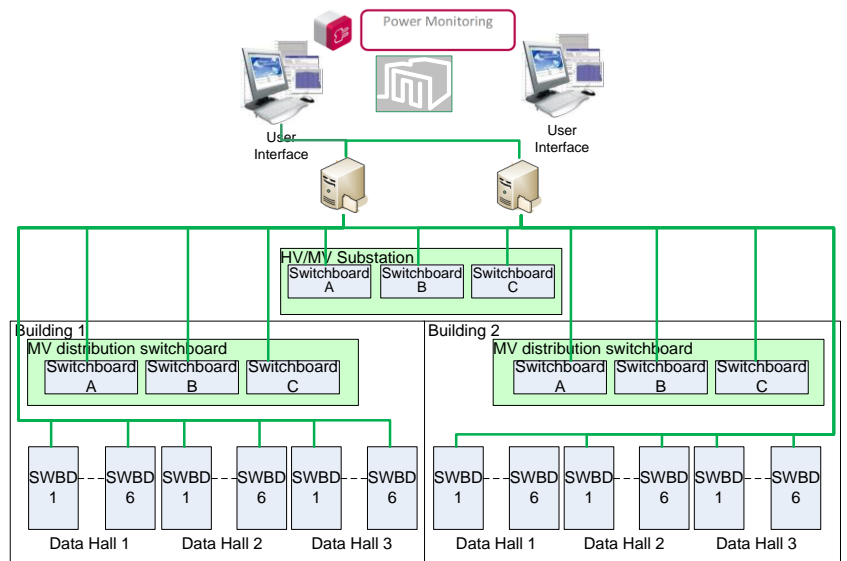 Power Monitoring
User
Interface
User
Interface
HV/MV Substation
Switchboard
A
Switchboard
B
Switchboard
C
Building 1
MV distribution switchboard
Switchboard
A
Switchboard
B
Switchboard
C
SWBD
1
SWBD
6
SWBD
1
SWBD
6
SWBD
1
SWBD
6
Data Hall 1
Data Hall 2
Data Hall 3
Building 2
MV distribution switchboard
Switchboard
A
Switchboard
B
Switchboard
C
SWBD
1
SWBD
6
SWBD
1
SWBD
6
SWBD
1
SWBD
6
Data Hall 1
Data Hall 2
Data Hall 3